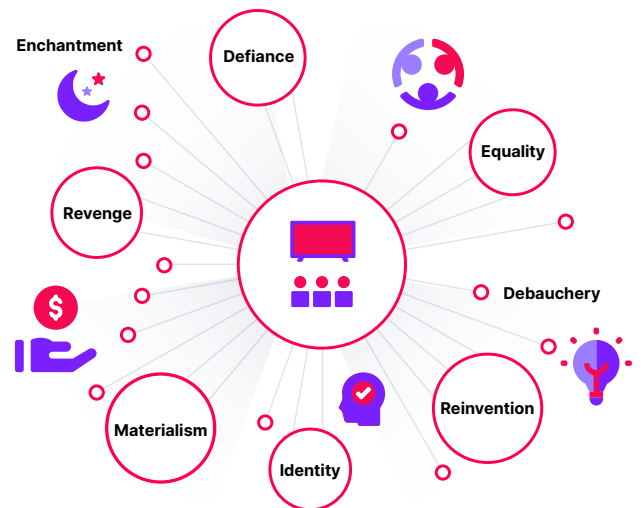 Enchantment
Defiance
Equality
Revenge
$
Debauchery
Materialism
Reinvention
Identity